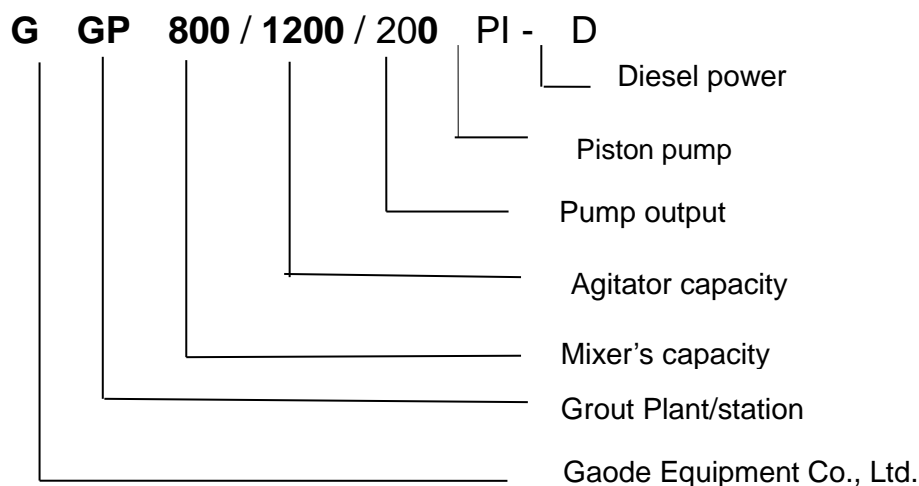 G GP 800 / 1200 / 200 PI - D
Diesel power
Piston pump
Pump output
Agitator capacity
Mixer’s capacity
Grout Plant/station
Gaode Equipment Co., Ltd.